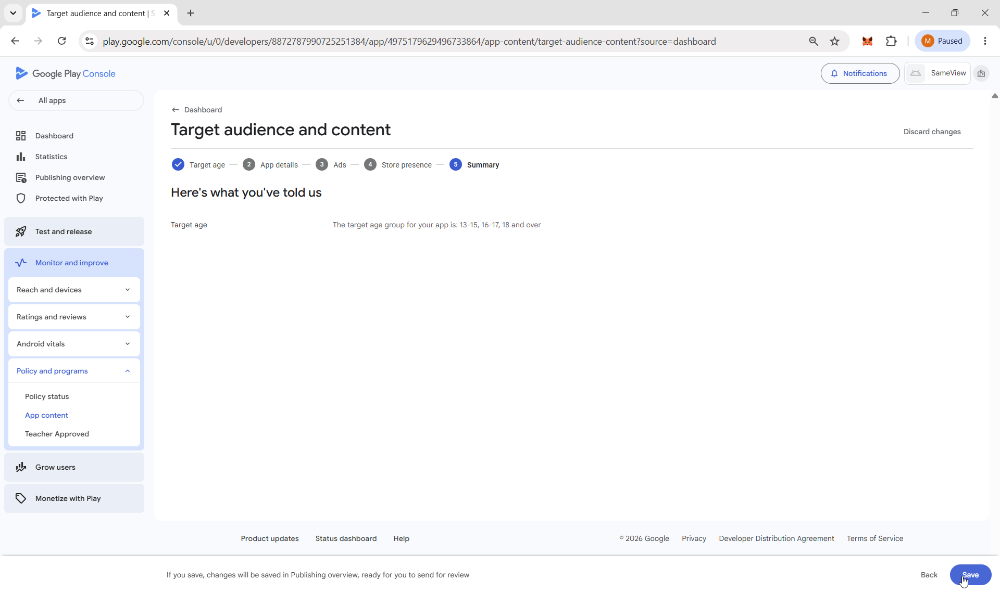 Target audience and content | S
play.google.com/console/u/0/developers/8872787990725251384/app/4975179629496733864/app-content/target-audience-content?source=dashboard
M Paused
Google Play Console
Notifications
SameView
All apps
Dashboard
Statistics
Publishing overview
Protected with Play
Test and release
Monitor and improve
Reach and devices
Ratings and reviews
Android vitals
Policy and programs
Policy status
App content
Teacher Approved
Grow users
Monetize with Play
Dashboard
Target audience and content
Discard changes
Target age 2 App details 3 Ads 4 Store presence 5 Summary
Here's what you've told us
Target age The target age group for your app is: 13-15, 16-17, 18 and over
Product updates Status dashboard Help © 2026 Google Privacy Developer Distribution Agreement Terms of Service
If you save, changes will be saved in Publishing overview, ready for you to send for review
Back Save